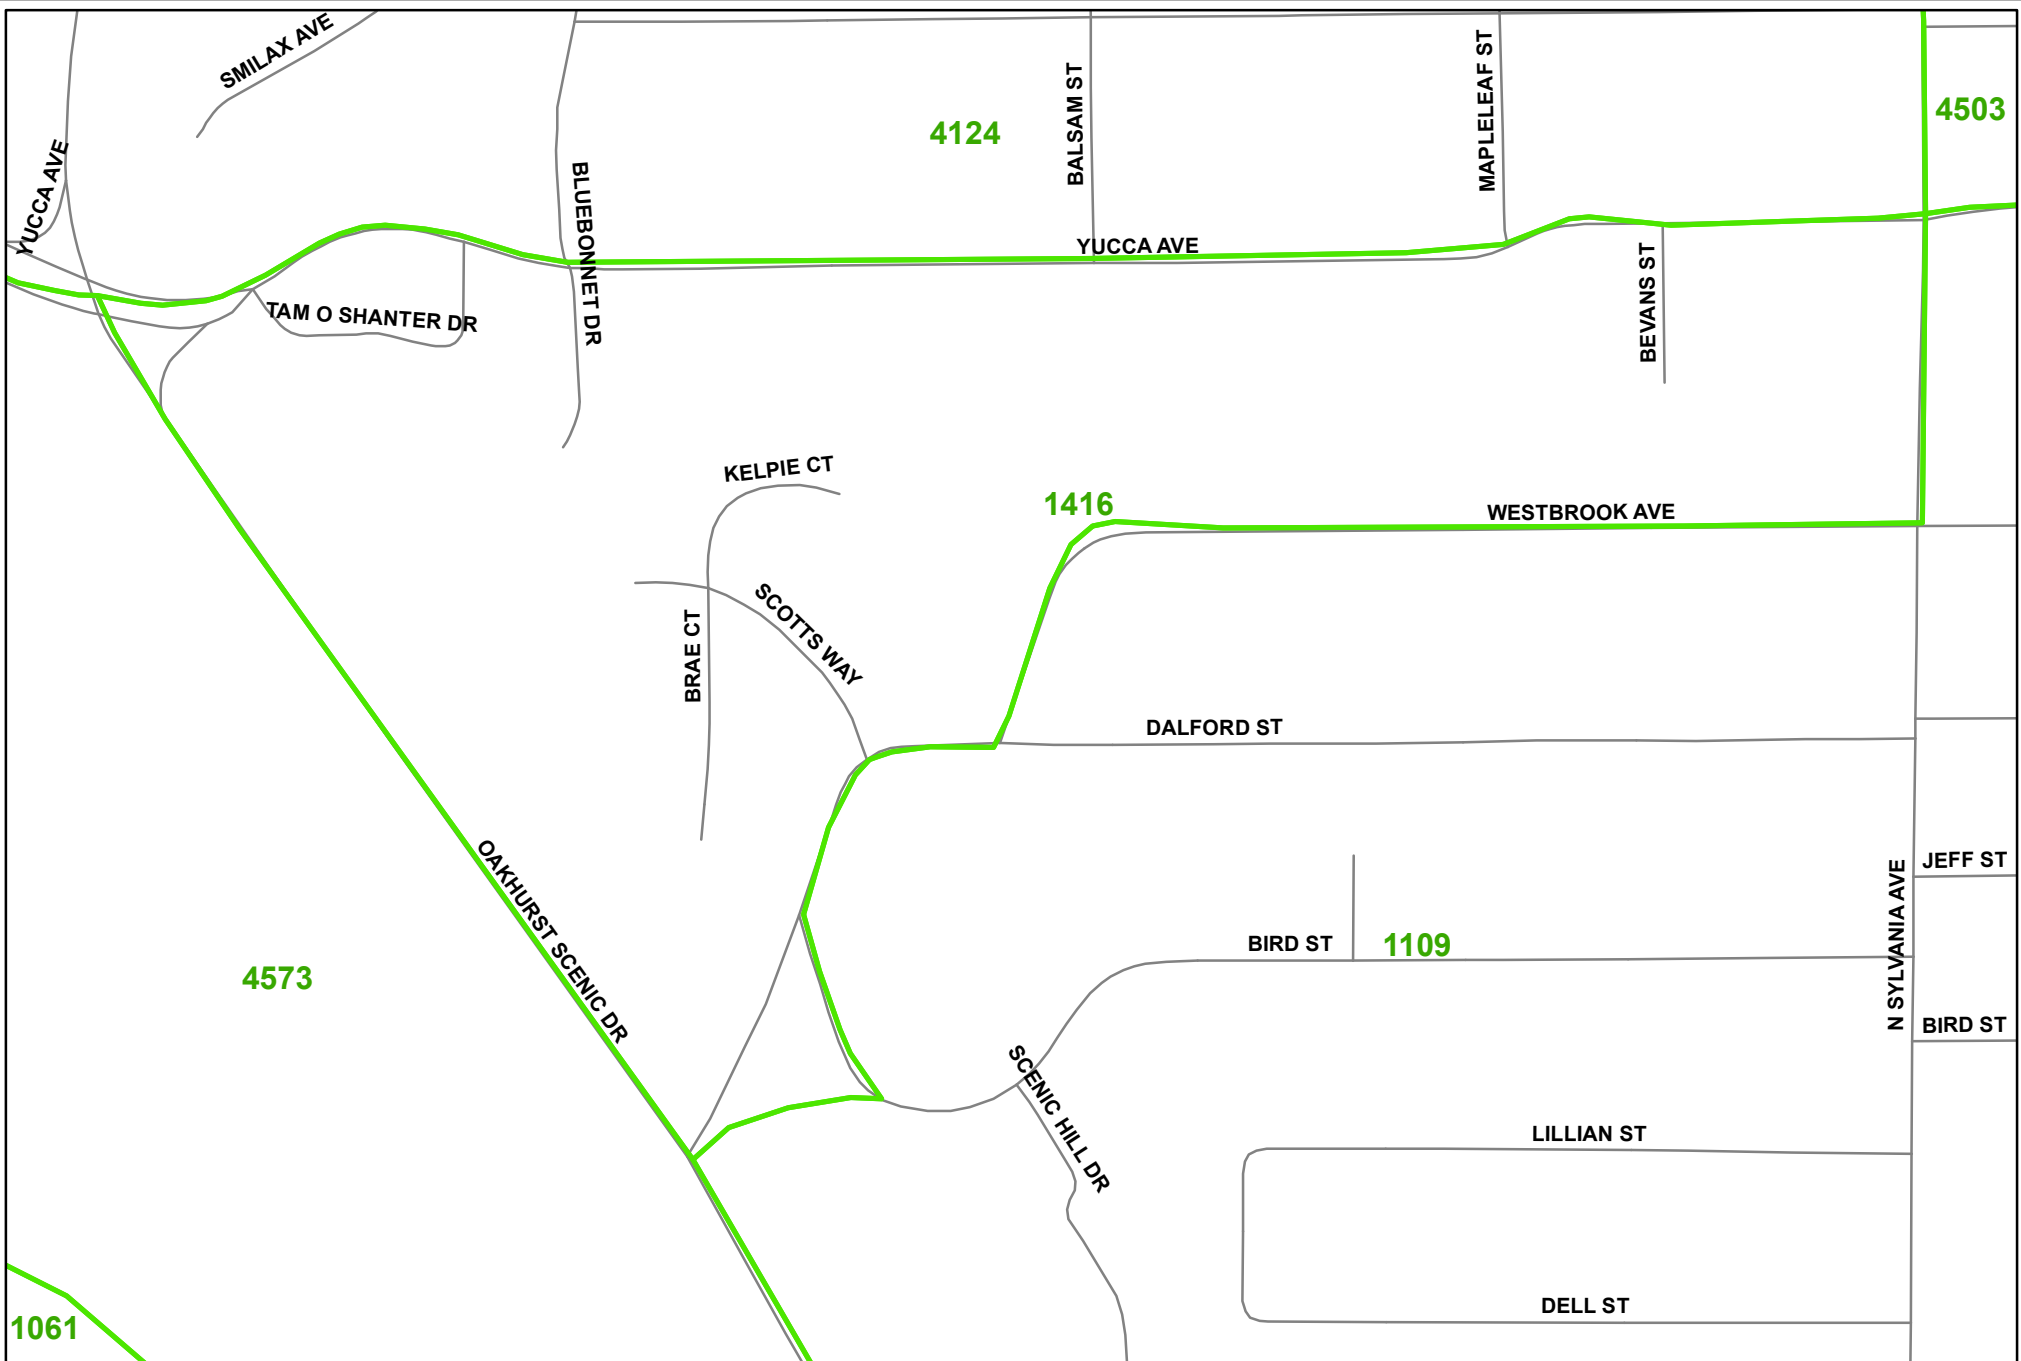 SMILAX AVE
MAPLELEAF ST
BALSAM ST
4503
4124
YUCCA AVE
BLUEBONNET DR
YUCCA AVE
BEVANS ST
TAM O SHANTER DR
KELPIE CT
1416
WESTBROOK AVE
SCOTTS WAY
BRAE CT
DALFORD ST
OAKHURST SCENIC DR
JEFF ST
N SYLVANIA AVE
BIRD ST
1109
4573
BIRD ST
SCENIC HILL DR
LILLIAN ST
DELL ST
1061